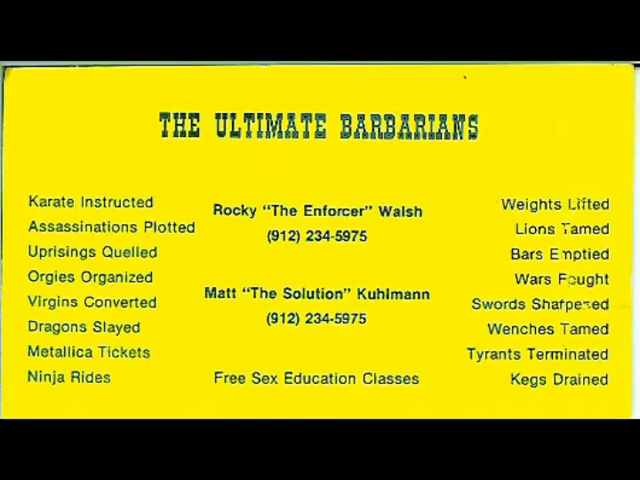 THE ULTIMATE BARBARIANS
Karate Instructed
Assassinations Plotted
Uprisings Quelled
Orgies Organized
Virgins Converted
Dragons Slayed
Metallica Tickets
Ninja Rides
Rocky "The Enforcer" Walsh
(912) 234-5975
Matt "The Solution" Kuhlmann
(912) 234-5975
Free Sex Education Classes
Weights Lifted
Lions Tamed
Bars Emptied
Wars Fought
Swords Sharpened
Wenches Tamed
Tyrants Terminated
Kegs Drained